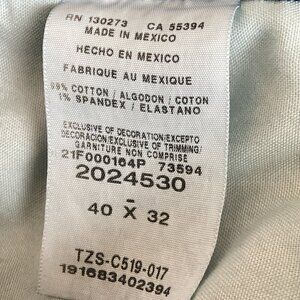 RN 130273 CA 55394
MADE IN MEXICO
HECHO EN MEXICO
FABRIQUE AU MEXIQUE
99% COTTON / ALGODON / COTON
1% SPANDEX / ELASTANO
EXCLUSIVE OF DECORATION/EXCEPTO
DECORACION/EXCLUSIVE OF TRIMMING/
GARNITURE NON COMPRISE
21F000164P 73594
2024530
40 x̄ 32
TZS-C519-017
191683402394